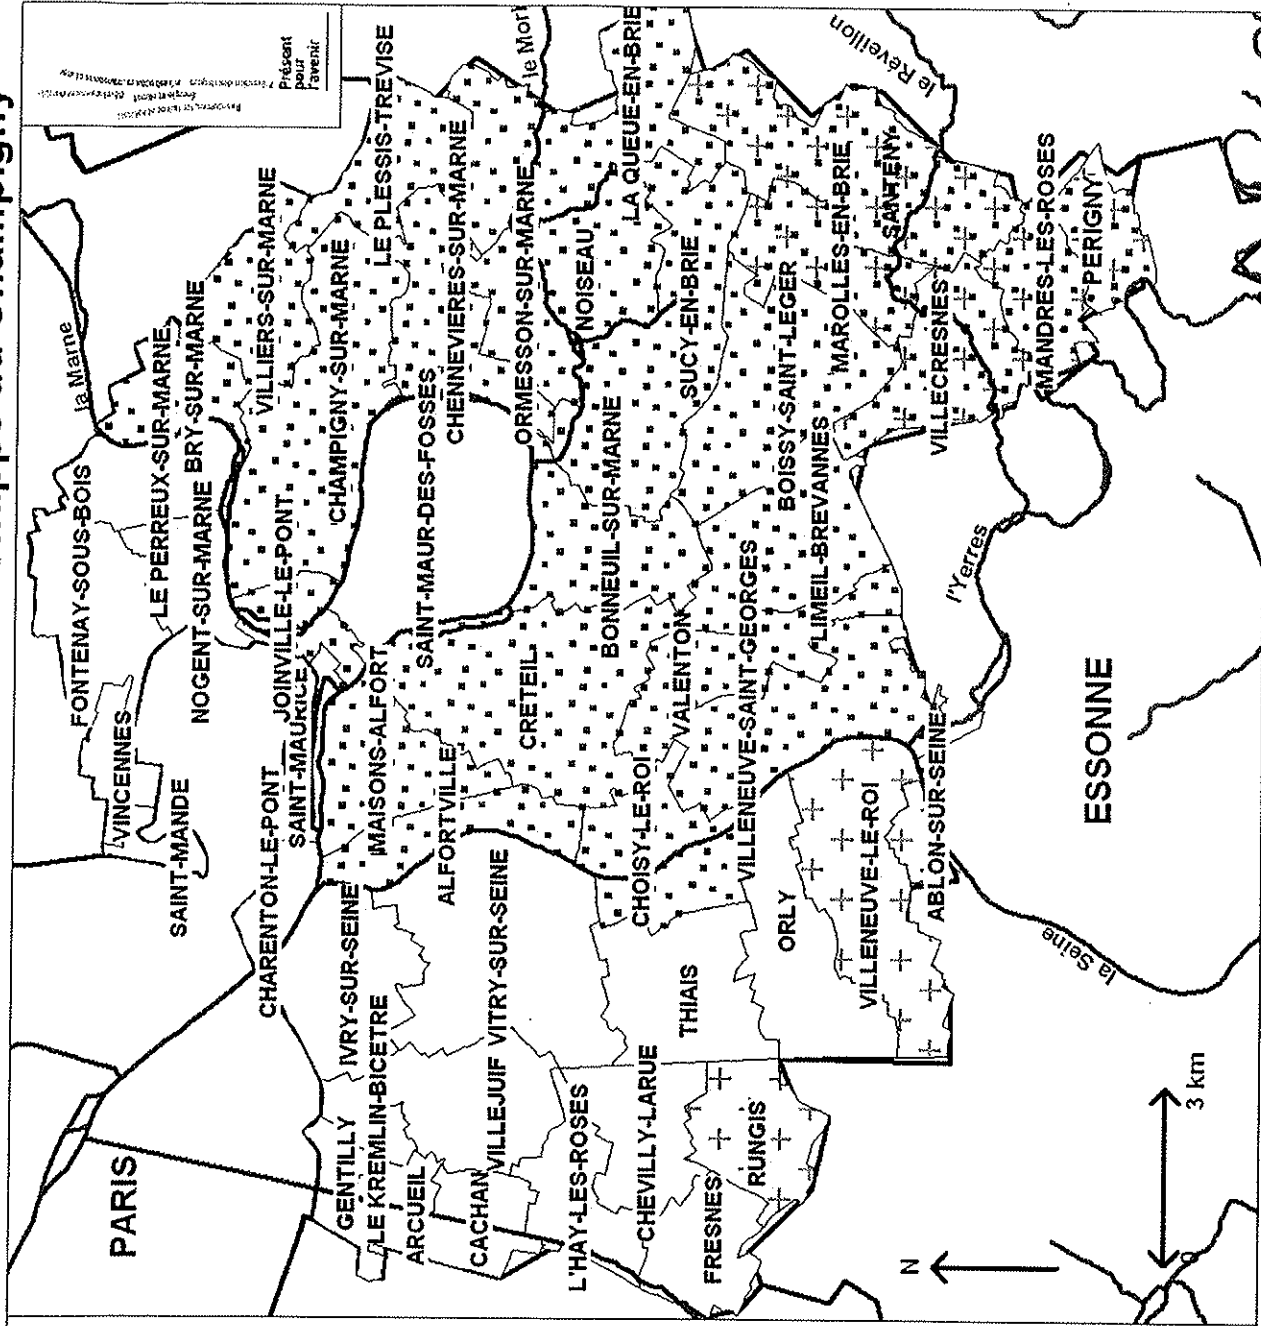 Présent
pour
l'avenir
la Marne
FONTENAY-SOUS-BOIS
VINCENNES
SAINT-MANDE
LE PERREUX-SUR-MARNE
NOGENT-SUR-MARNE
BRY-SUR-MARNE
VILLIERS-SUR-MARNE
LE PLESSIS-TREVISE
CHARENTON-LE-PONT
SAINT-MAURICE
JOINVILLE-LE-PONT
CHAMPIGNY-SUR-MARNE
PARIS
GENTILLY
LE KREMLIN-BICETRE
IVRY-SUR-SEINE
MAISONS-ALFORT
SAINT-MAUR-DES-FOSSES
CHENNEVIERES-SUR-MARNE
le Mor
ARCUEIL
CACHAN
VILLEJUIF
VITRY-SUR-SEINE
ALFORTVILLE
CRETEIL
ORMESSON-SUR-MARNE
NOISEAU
LA QUEUE-EN-BRIE
L'HAY-LES-ROSES
CHEVILLY-LARUE
THIAIS
CHOISY-LE-ROI
VALENTON
BONNEUIL-SUR-MARNE
SUCY-EN-BRIE
FRESNES
RUNGIS
ORLY
VILLENEUVE-SAINT-GEORGES
LIMEIL-BREVANNES
BOISSY-SAINT-LEGER
MAROLLES-EN-BRIE
SANTENY
le Réveillon
VILLENEUVE-LE-ROI
ABLON-SUR-SEINE
VILLECRESNES
MANDRES-LES-ROSES
PERIGNY
l'Yerres
la Seine
ESSONNE
N
3 km